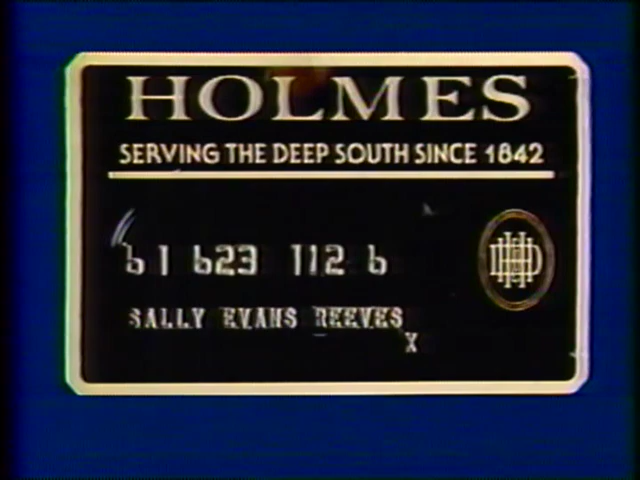 HOLMES
SERVING THE DEEP SOUTH SINCE 1842
61 623 112 6
SALLY EVANS REEVES
X